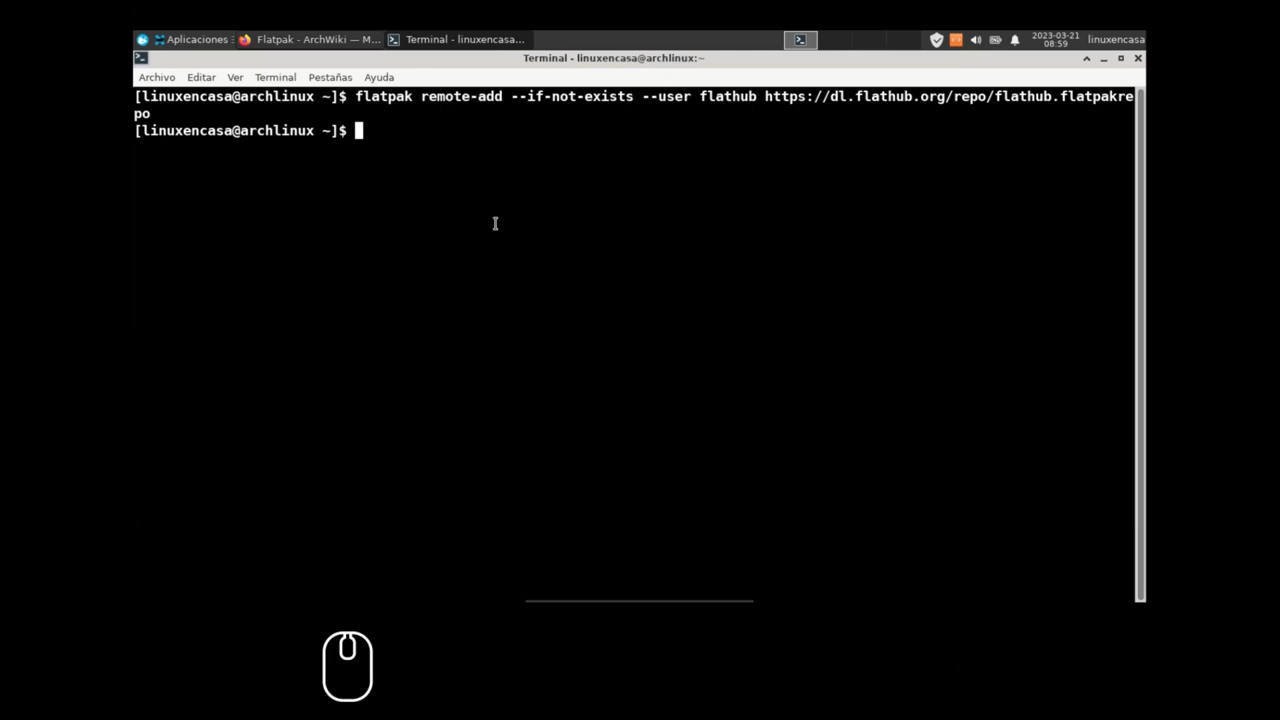 Aplicaciones Flatpak - ArchWiki — M... Terminal - linuxencasa... 2023-03-21 linuxencasa
08:59
Terminal - linuxencasa@archlinux:~
Archivo Editar Ver Terminal Pestañas Ayuda
[linuxencasa@archlinux ~]$ flatpak remote-add --if-not-exists --user flathub https://dl.flathub.org/repo/flathub.flatpakre
po
[linuxencasa@archlinux ~]$